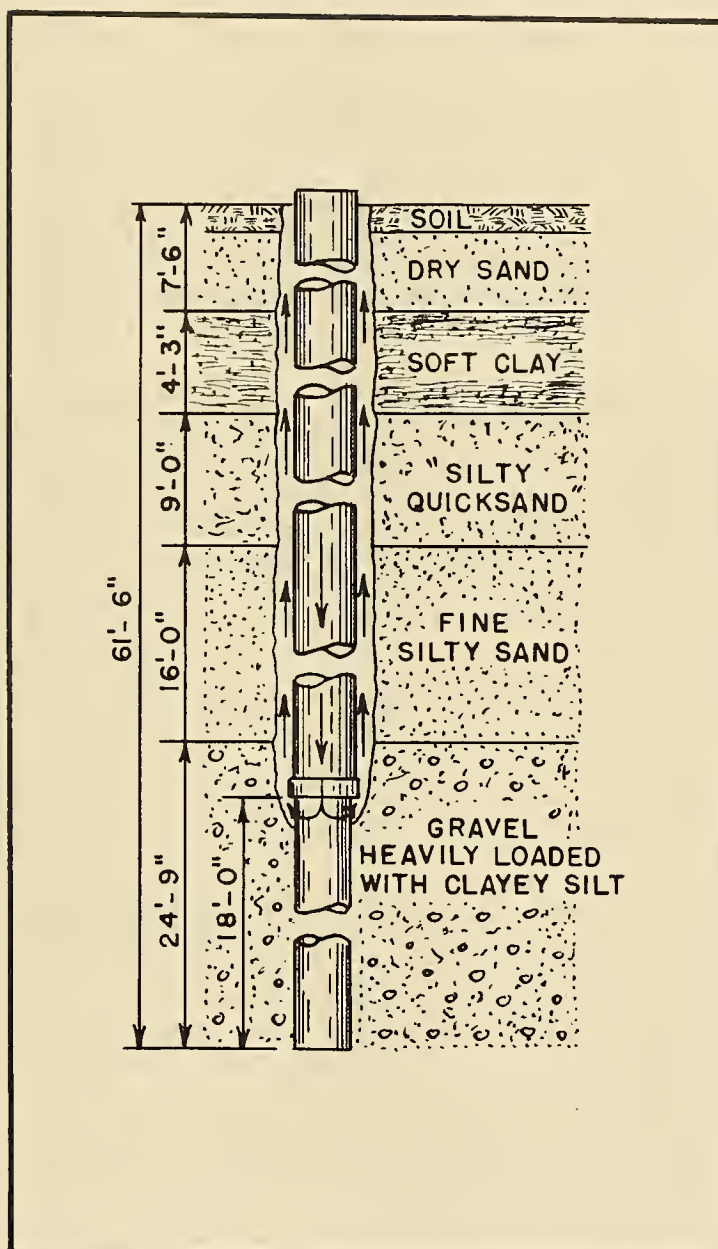 SOIL
DRY SAND
SOFT CLAY
"SILTY
QUICKSAND
FINE
SILTY SAND
GRAVEL
HEAVILY LOADED
WITH CLAYEY SILT
7'-6"
4'-3"
9'-0"
16'-0"
24'-9"
18'-0"
61'-6"